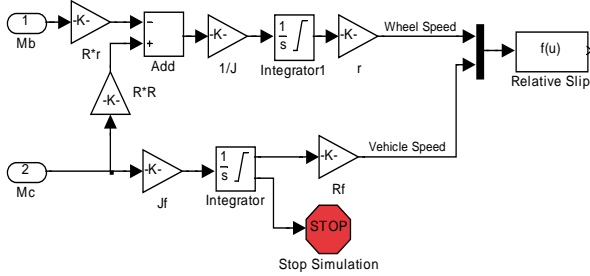 1
Mb
-K-
R*r
−
+
Add
-K-
1/J
1
s
Integrator1
-K-
r
Wheel Speed
f(u)
Relative Slip
-K-
R*R
2
Mc
-K-
Jf
1
s
Integrator
-K-
Rf
Vehicle Speed
STOP
Stop Simulation